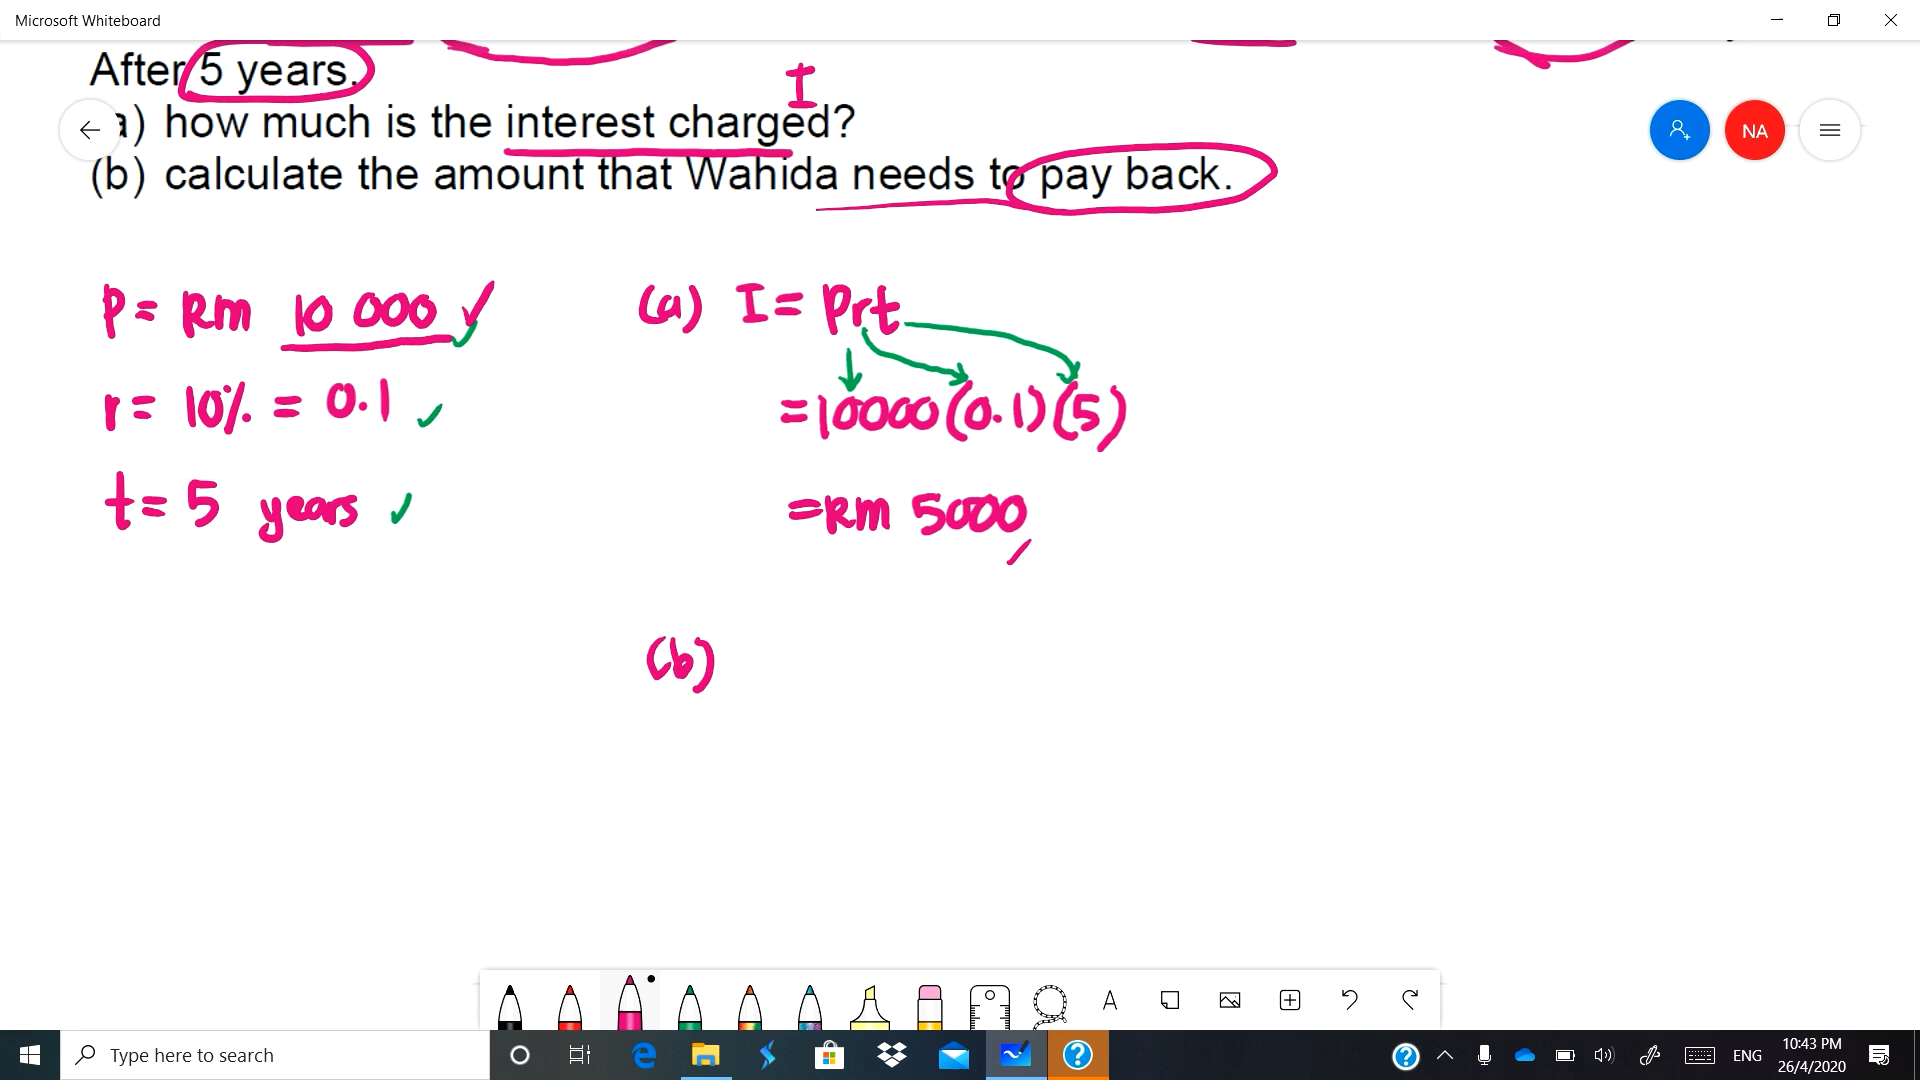 Microsoft Whiteboard
After 5 years.
I
a) how much is the interest charged?
(b) calculate the amount that Wahida needs to pay back.
NA
P = RM 10 000 ✓
r = 10% = 0.1 ✓
t = 5 years ✓
(a) I = Prt
= 10000(0.1)(5)
= RM 5000
(b)
A
Type here to search
ENG
10:43 PM
26/4/2020